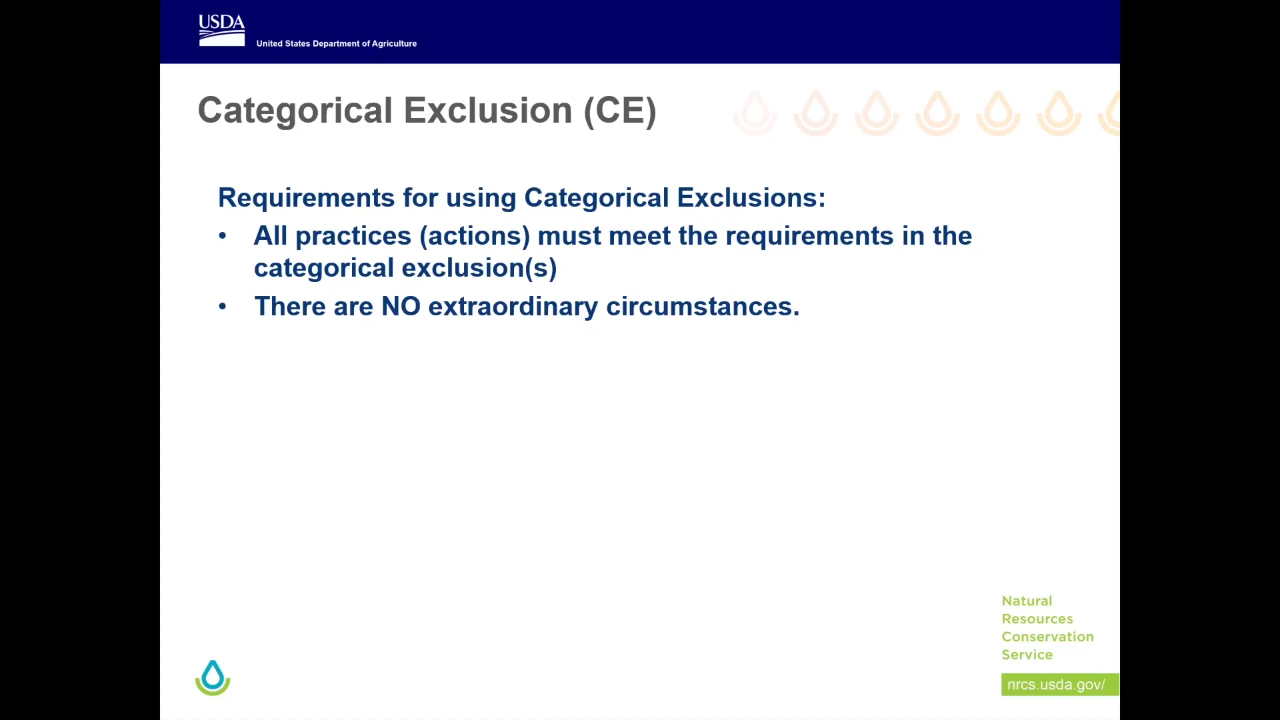 USDA
United States Department of Agriculture
Categorical Exclusion (CE)
Requirements for using Categorical Exclusions:
• All practices (actions) must meet the requirements in the
categorical exclusion(s)
• There are NO extraordinary circumstances.
Natural
Resources
Conservation
Service
nrcs.usda.gov/